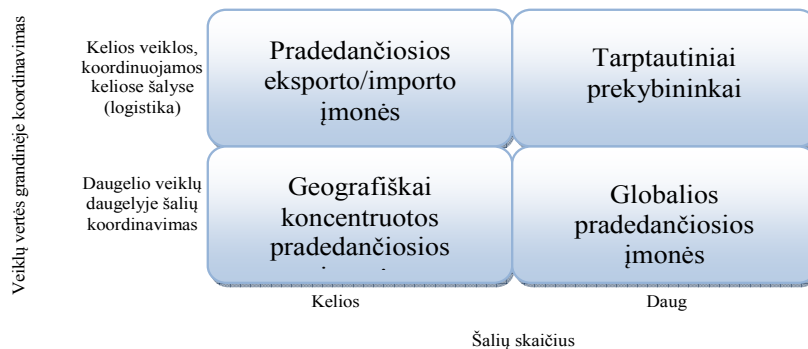 Veiklų vertės grandinėje koordinavimas
Kelios veiklos,
koordinuojamos
keliose šalyse
(logistika)
Pradedančiosios
eksporto/importo
įmonės
Tarptautiniai
prekybininkai
Daugelio veiklų
daugelyje šalių
koordinavimas
Geografiškai
koncentruotos
pradedančiosios
Globalios
pradedančiosios
įmonės
Kelios
Daug
Šalių skaičius